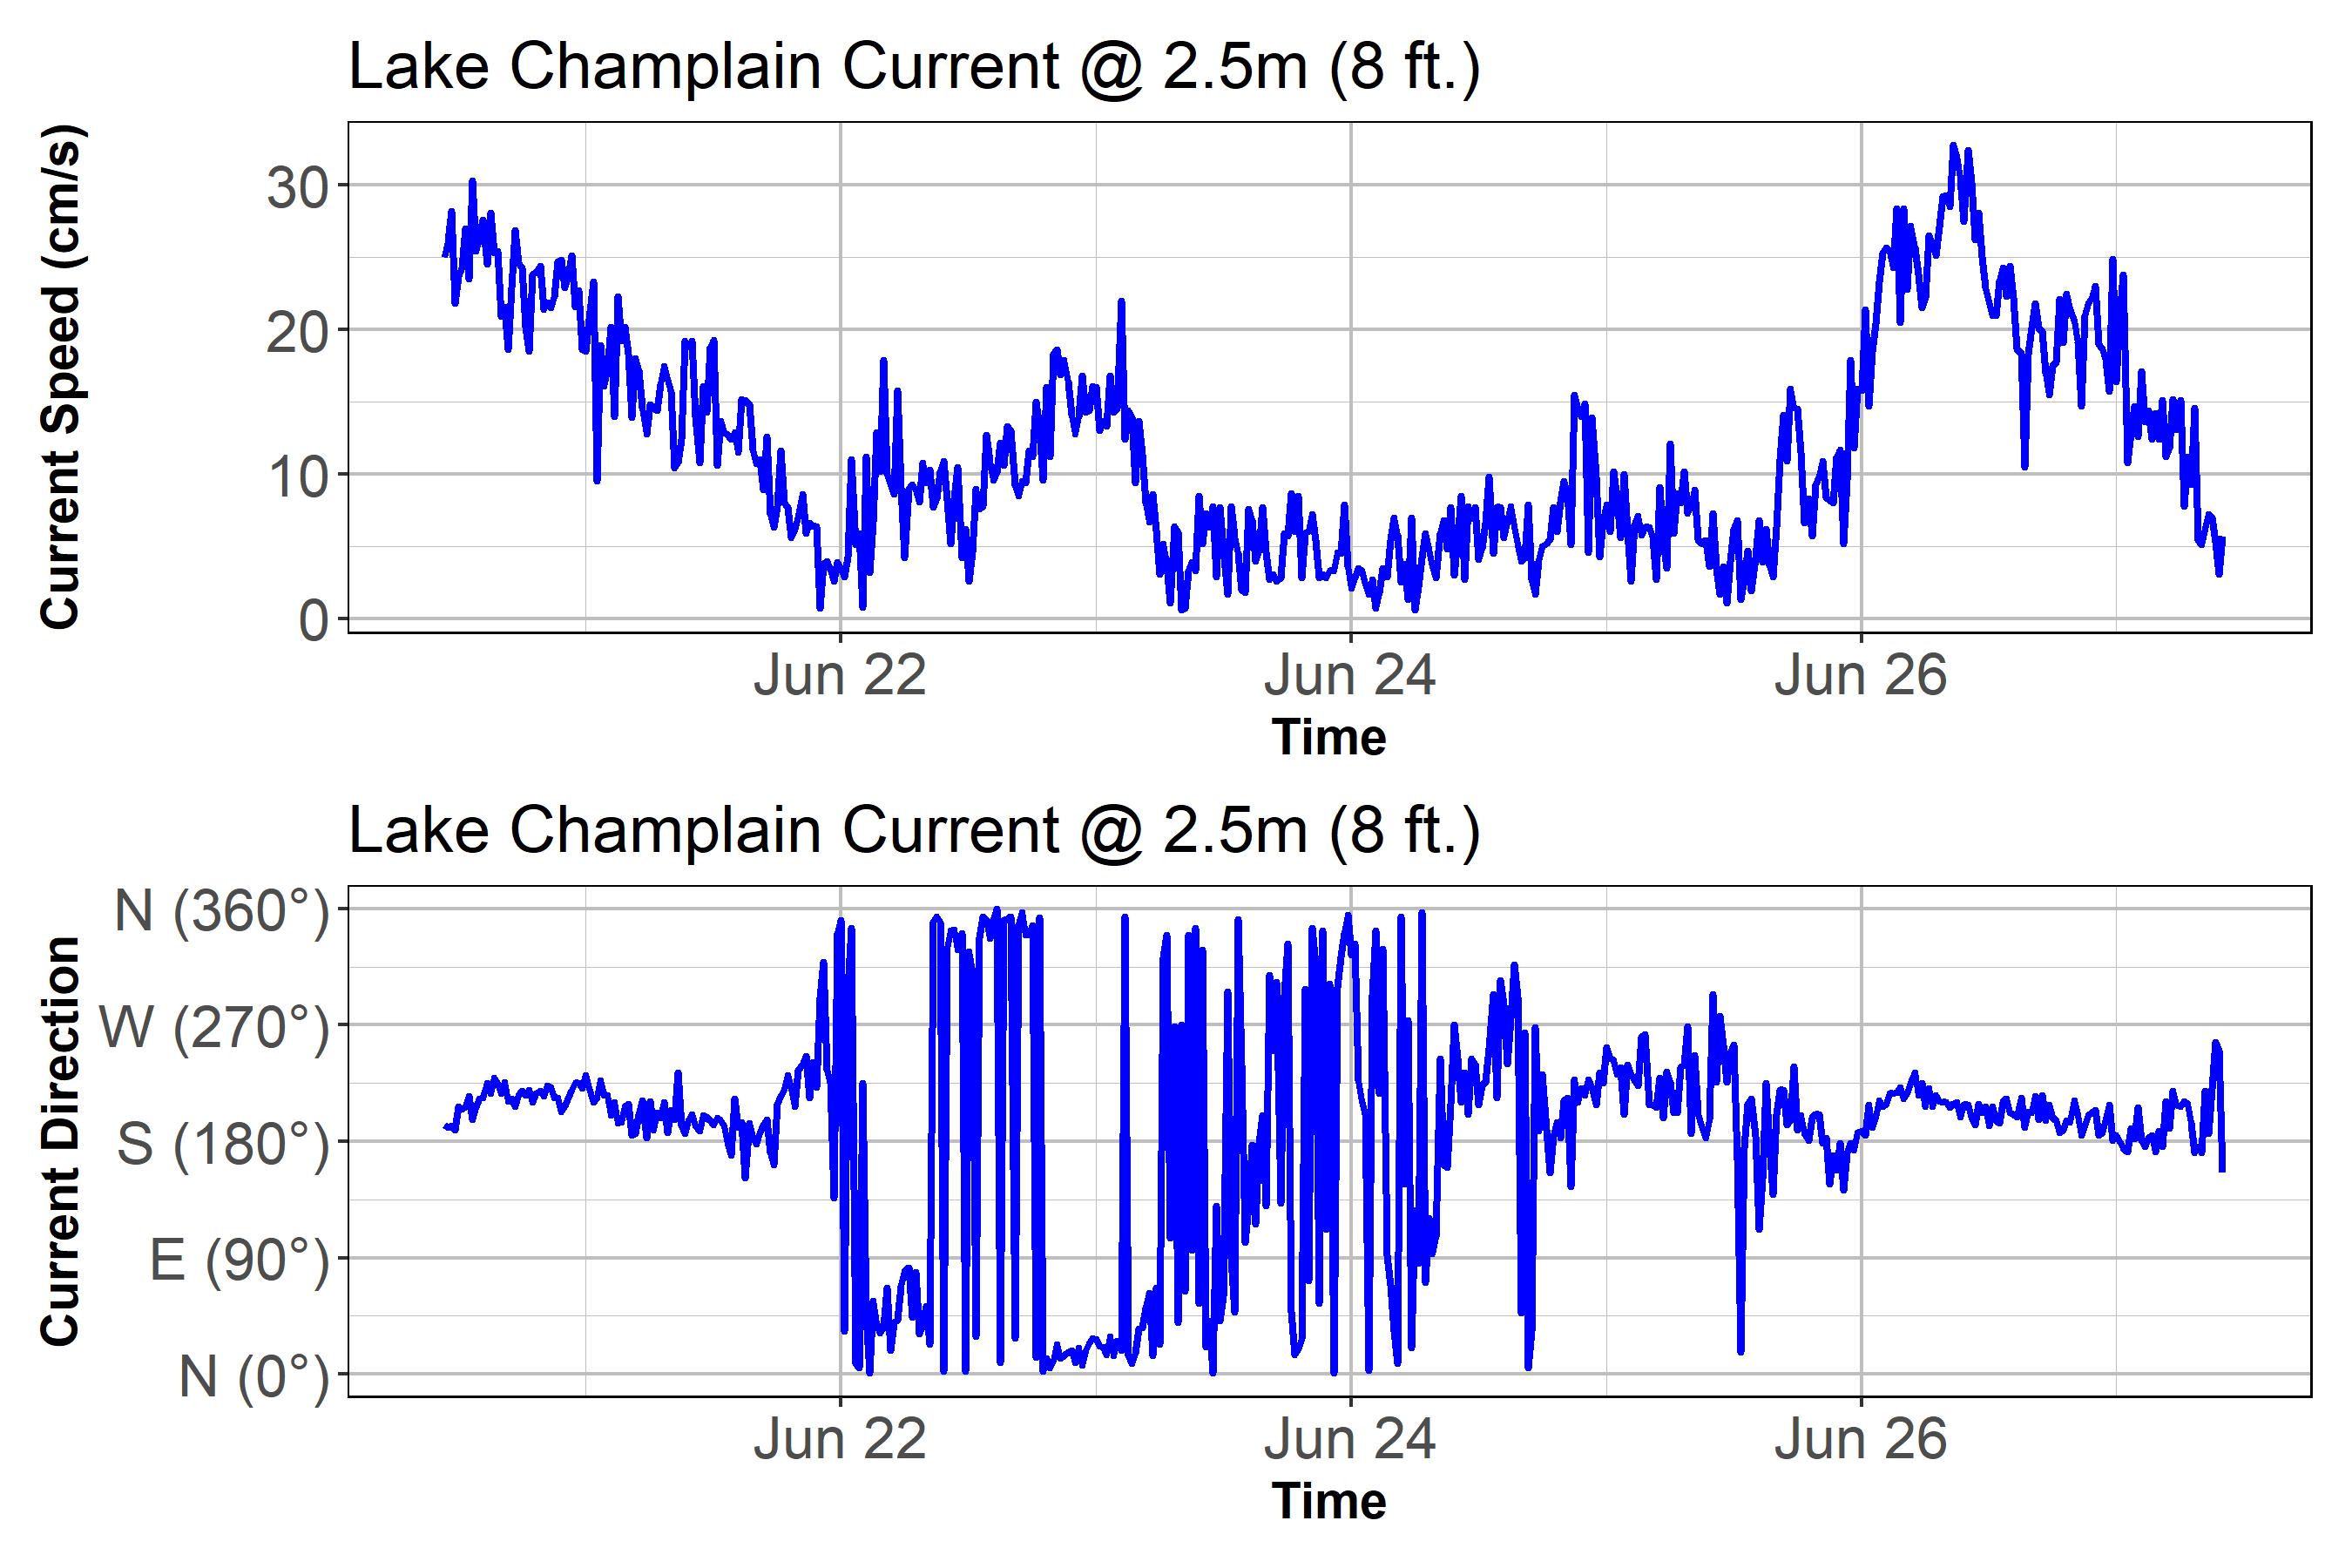 Lake Champlain Current @ 2.5m (8 ft.)
Current Speed (cm/s)
30
20
10
0
Jun 22 Jun 24 Jun 26
Time
Lake Champlain Current @ 2.5m (8 ft.)
Current Direction
N (360°)
W (270°)
S (180°)
E (90°)
N (0°)
Jun 22 Jun 24 Jun 26
Time